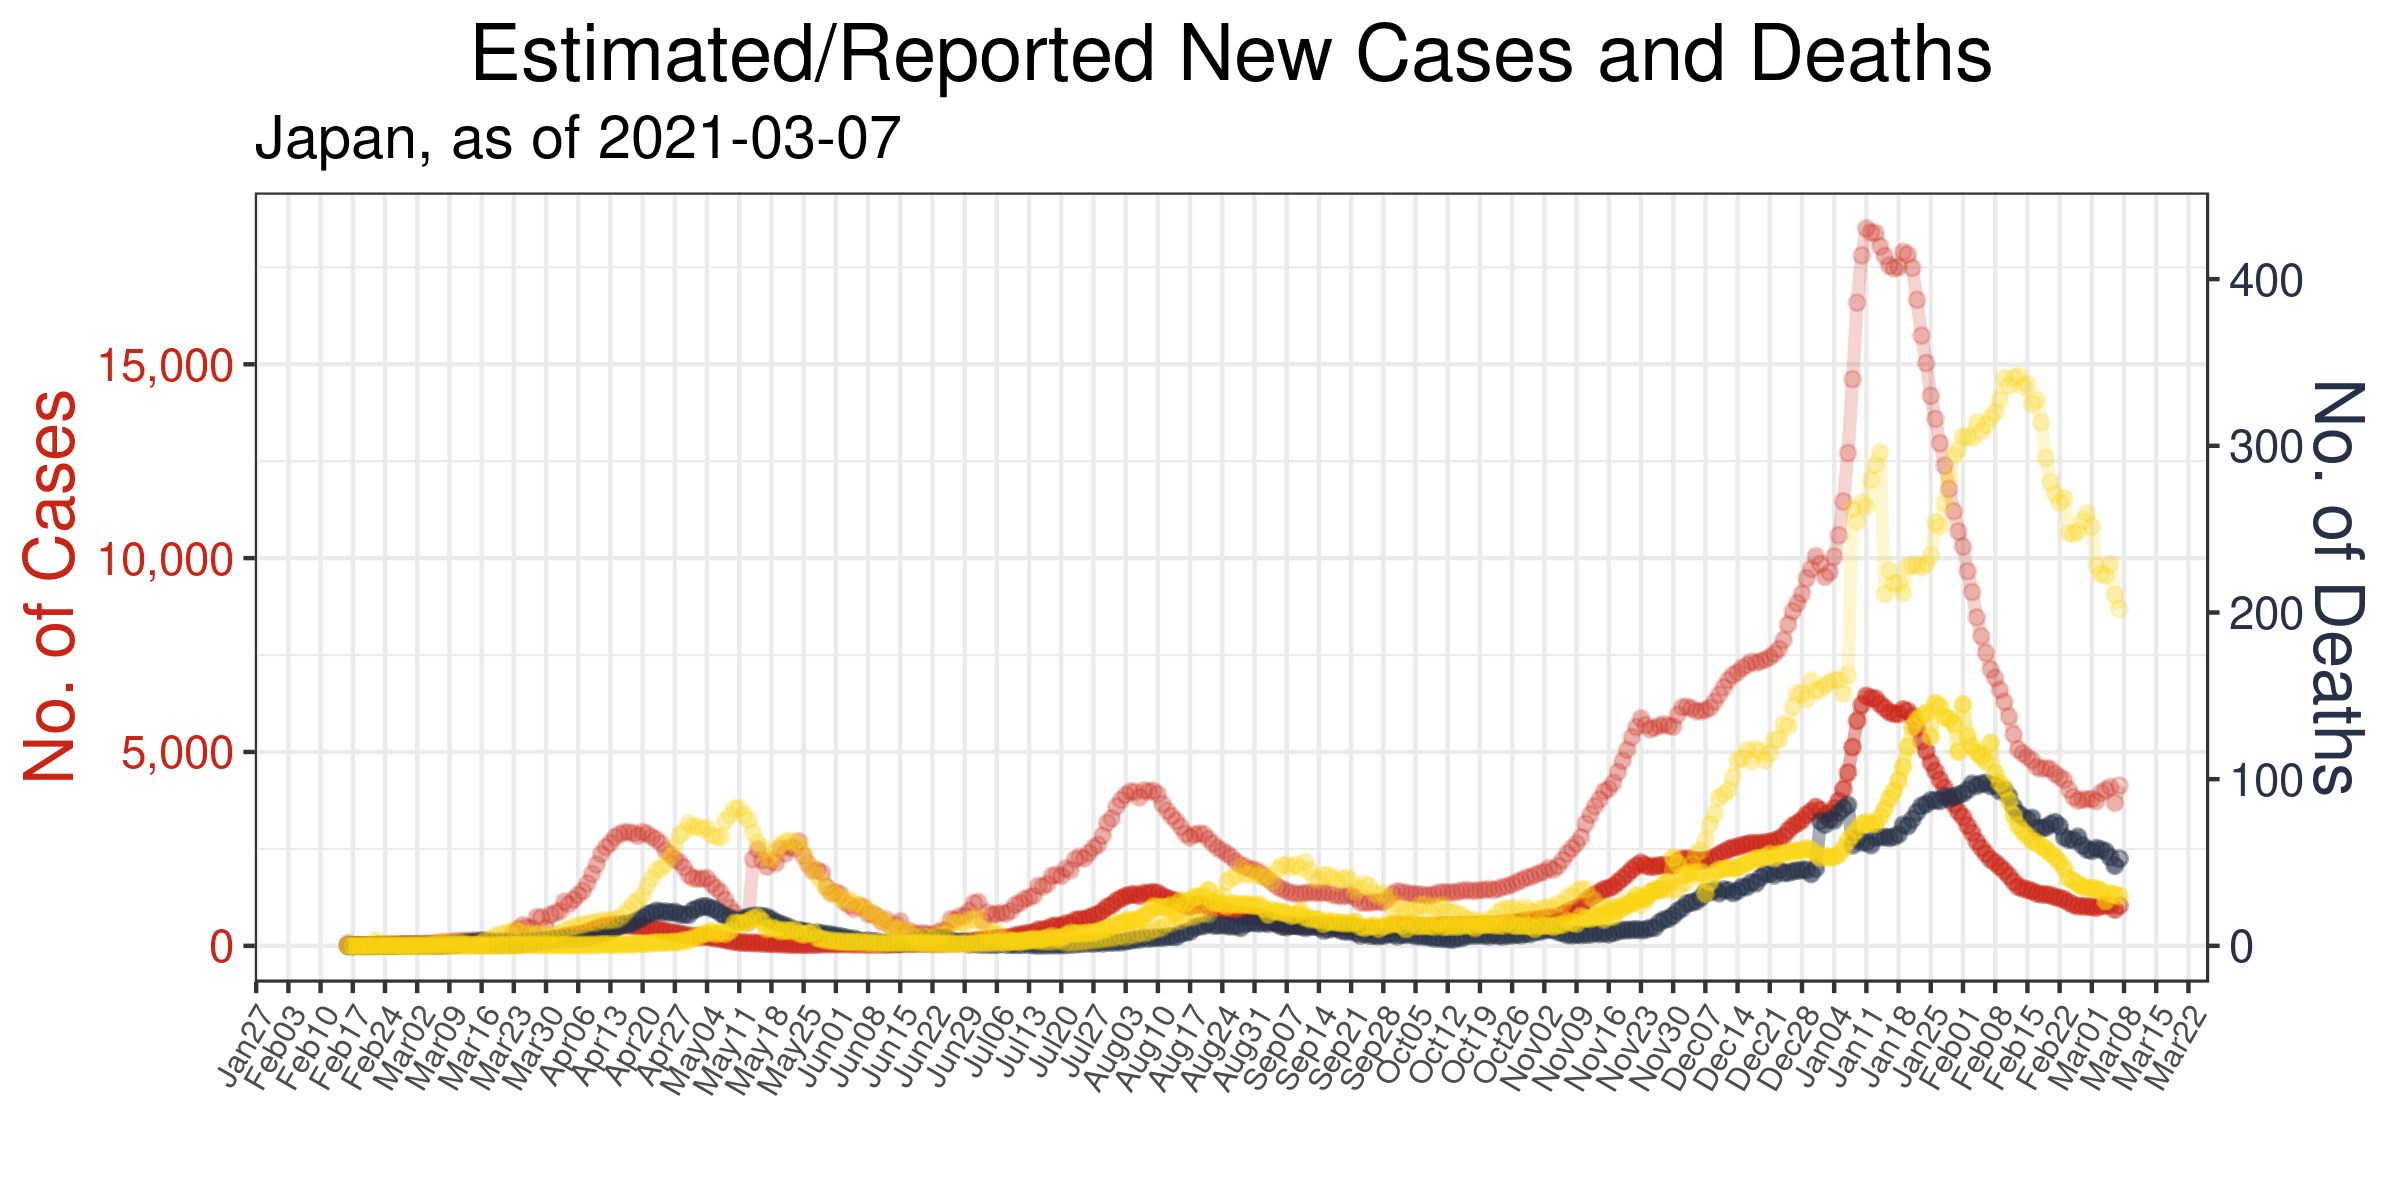 Estimated/Reported New Cases and Deaths
Japan, as of 2021-03-07
No. of Cases
15,000
10,000
5,000
0
400
300
200
100
0
No. of Deaths
Jan27 Feb03 Feb10 Feb17 Feb24 Mar02 Mar09 Mar16 Mar23 Mar30 Apr06 Apr13 Apr20 Apr27 May04 May11 May18 May25 Jun01 Jun08 Jun15 Jun22 Jun29 Jul06 Jul13 Jul20 Jul27 Aug03 Aug10 Aug17 Aug24 Aug31 Sep07 Sep14 Sep21 Sep28 Oct05 Oct12 Oct19 Oct26 Nov02 Nov09 Nov16 Nov23 Nov30 Dec07 Dec14 Dec21 Dec28 Jan04 Jan11 Jan18 Jan25 Feb01 Feb08 Feb15 Feb22 Mar01 Mar08 Mar15 Mar22